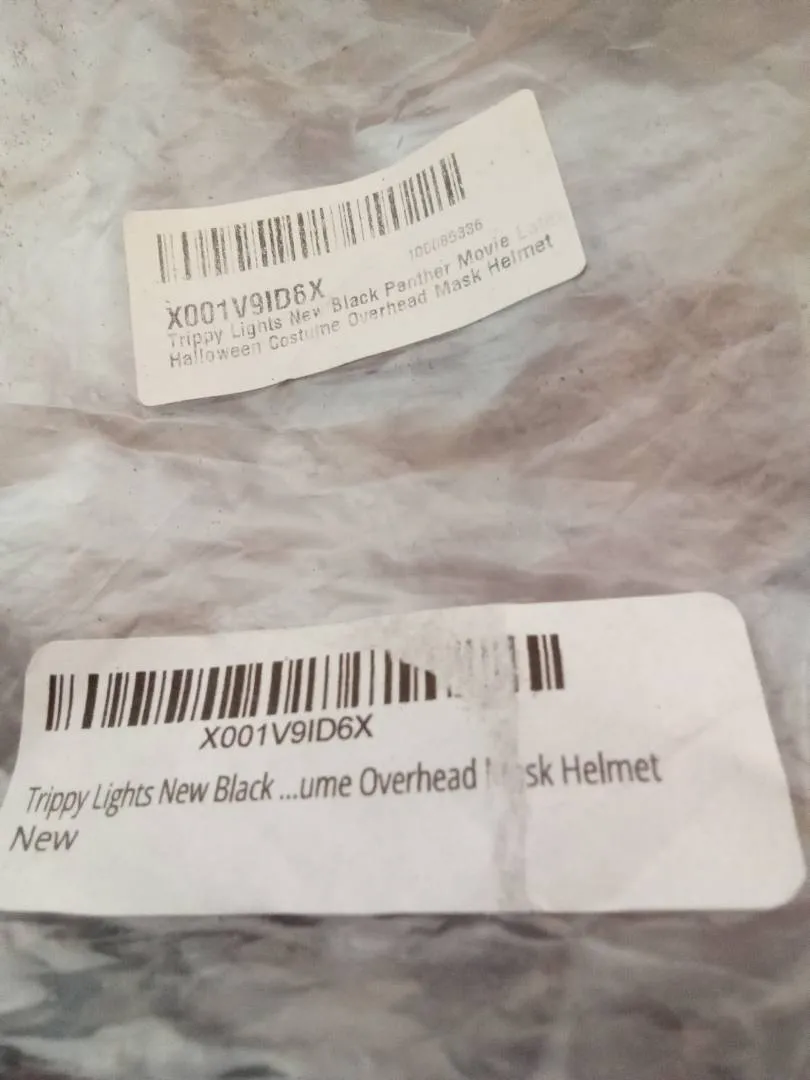 100085336
X001V9ID6X
Trippy Lights New Black Panther Movie
Halloween Costume Overhead Mask Helmet
X001V9ID6X
Trippy Lights New Black ...ume Overhead sk Helmet
New